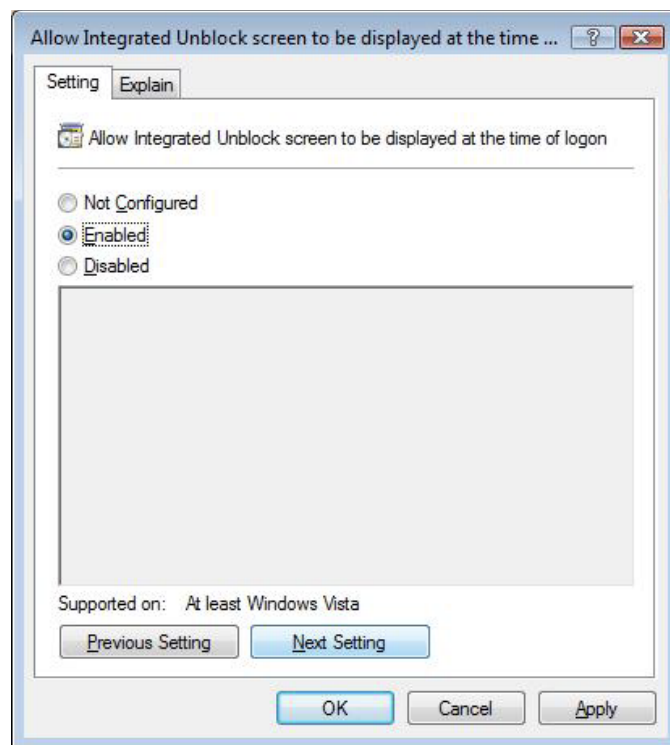 Allow Integrated Unblock screen to be displayed at the time ...
Setting
Explain
Allow Integrated Unblock screen to be displayed at the time of logon
Not Configured
Enabled
Disabled
Supported on: At least Windows Vista
Previous Setting
Next Setting
OK
Cancel
Apply